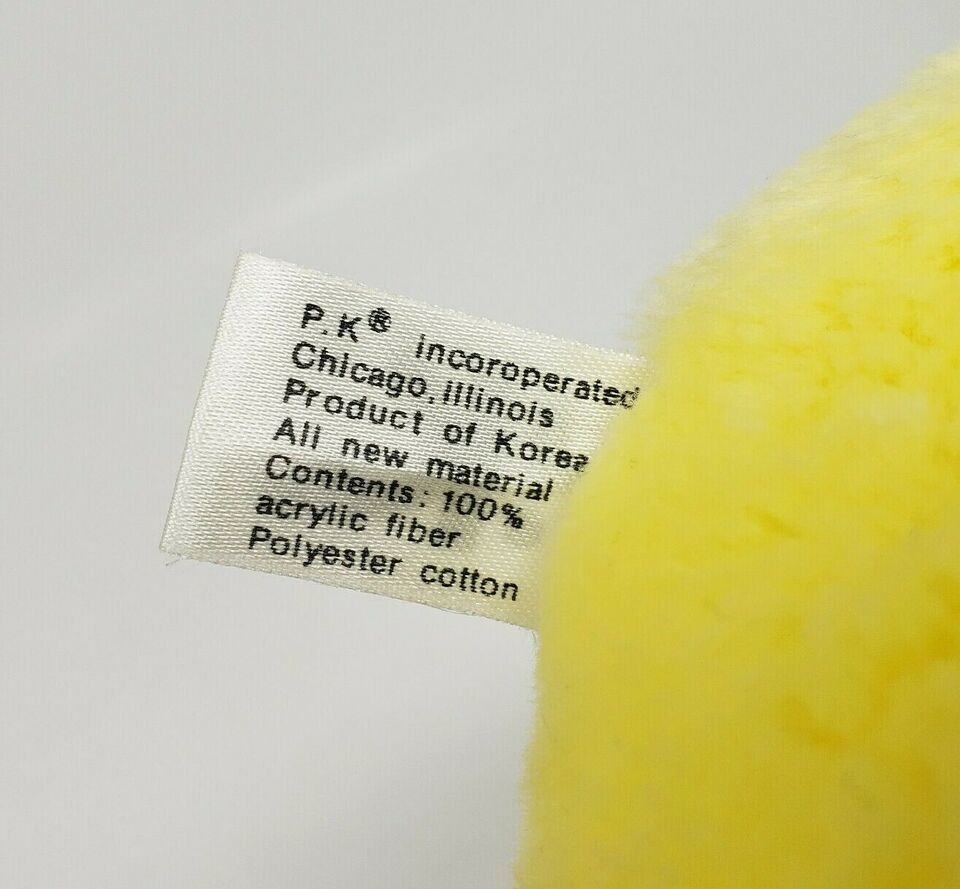 P.K® incoroperated
Chicago, illinois
Product of Korea
All new material
Contents: 100%
acrylic fiber
Polyester cotton